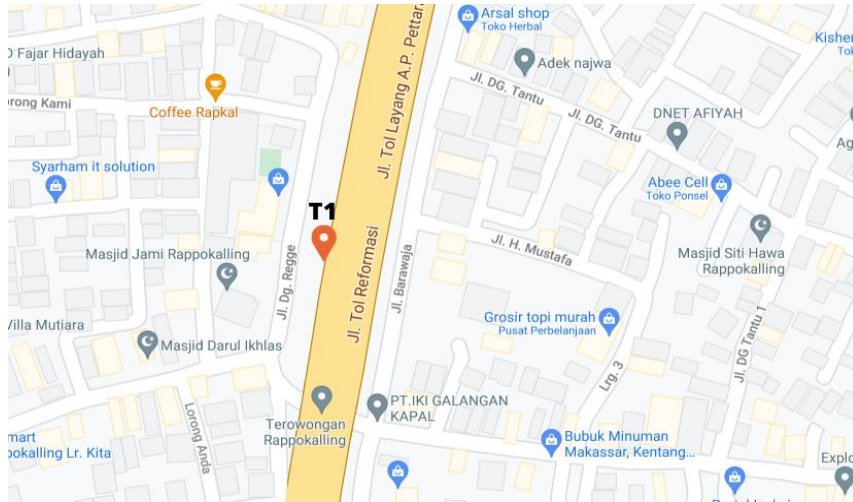 Arsal shop
Toko Herbal
Kisher
Tok
D Fajar Hidayah
Adek najwa
Lorong Kami
Coffee Rapkal
Jl. Tol Layang A.P. Pettara
Jl. DG. Tantu
Jl. DG. Tantu
DNET AFIYAH
Ag
Syarham it solution
Abee Cell
Toko Ponsel
T1
Masjid Jami Rappokalling
Jl. Dg. Regge
Jl. Tol Reformasi
Jl. Barawaja
Jl. H. Mustafa
Masjid Siti Hawa
Rappokalling
Villa Mutiara
Masjid Darul Ikhlas
Grosir topi murah
Pusat Perbelanjaan
Lrg. 3
Jl. DG Tantu 1
Terowongan
Rappokalling
PT.IKI GALANGAN
KAPAL
Lorong Anda
mart
pokalling Lr. Kita
Bubuk Minuman
Makassar, Kentang...
Explo